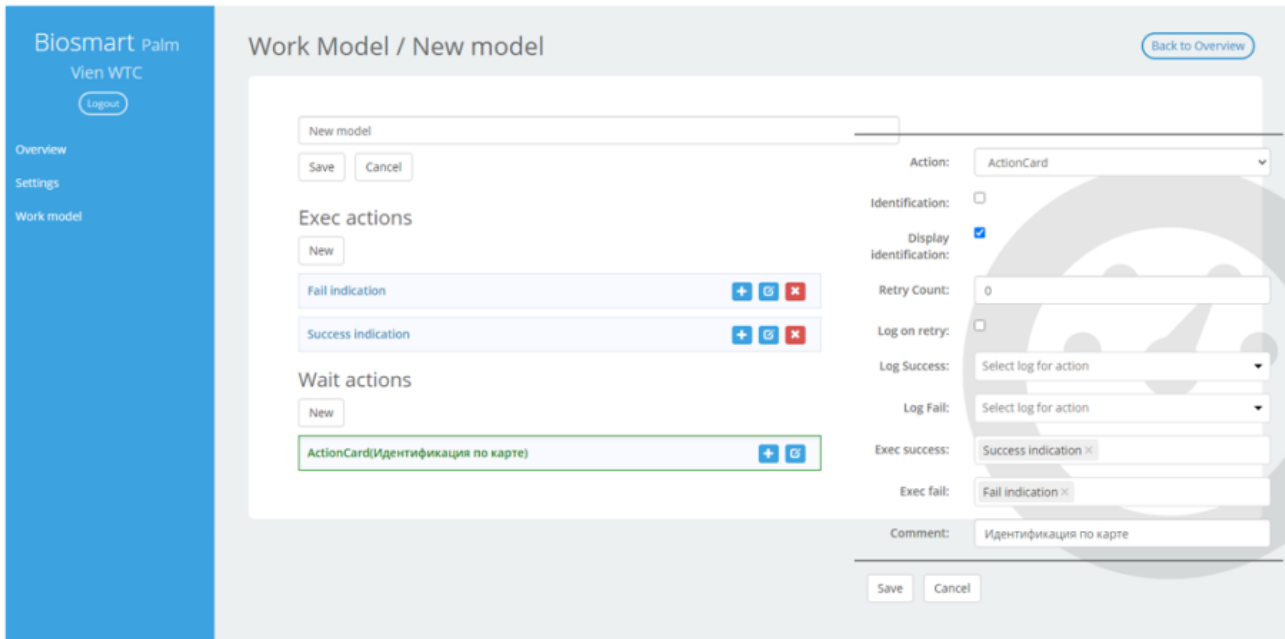 Biosmart Palm
Vien WTC
Logout
Overview
Settings
Work model
Work Model / New model
Back to Overview
New model
Save Cancel
Exec actions
New
Fail indication
Success indication
Wait actions
New
ActionCard(Идентификация по карте)
Action: ActionCard
Identification:
Display
identification:
Retry Count: 0
Log on retry:
Log Success: Select log for action
Log Fail: Select log for action
Exec success: Success indication ×
Exec fail: Fail indication ×
Comment: Идентификация по карте
Save Cancel